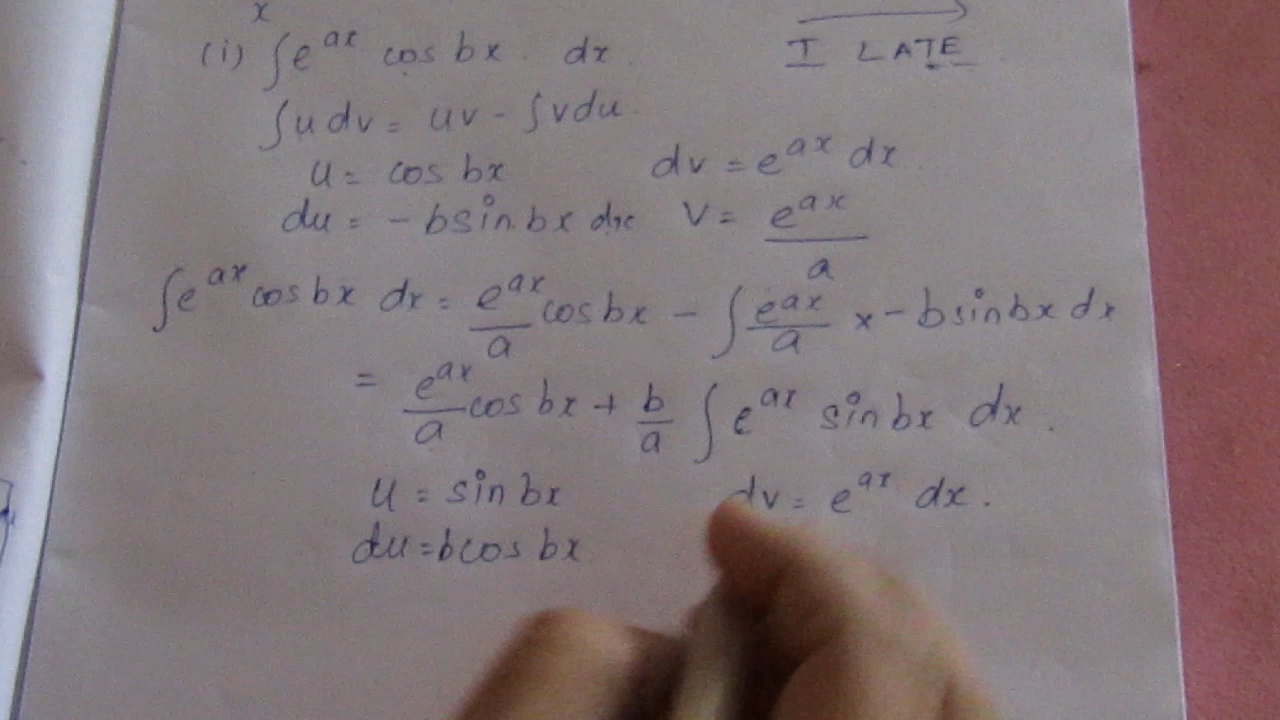 x
(i) ∫e^ax cos bx. dx
I LATE
∫u dv = uv - ∫vdu.
u = cos bx dv = e^ax dx
du = - b sin bx dx v = e^ax/a
∫e^ax cos bx dx = e^ax/a cos bx - ∫ e^ax/a x - b sin bx dx
= e^ax/a cos bx + b/a ∫ e^ax sin bx dx.
u = sin bx dv = e^ax dx.
du = b cos bx